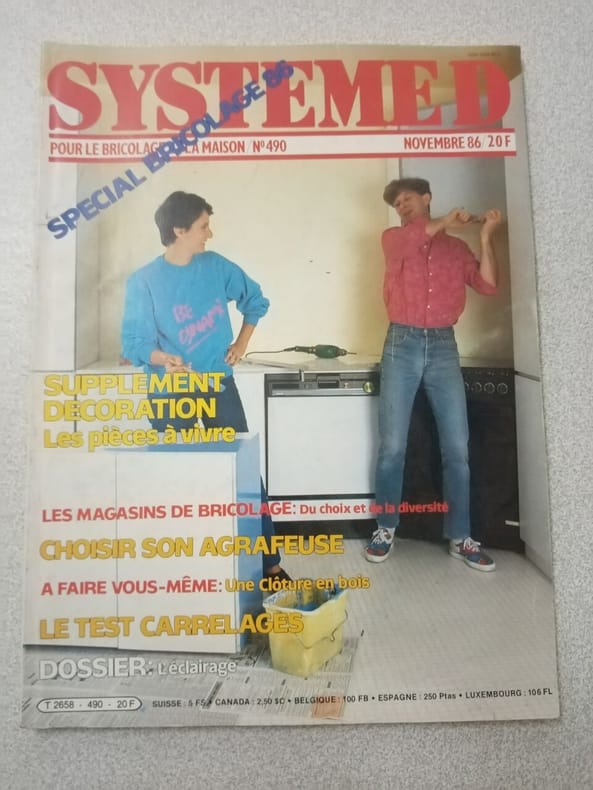 SYSTEME D
SPECIAL BRICOLAGE 86
POUR LE BRICOLAGE LA MAISON / N° 490
NOVEMBRE 86 / 20 F
BE
DYNAMI
SUPPLEMENT
DECORATION
Les pièces à vivre
LES MAGASINS DE BRICOLAGE: Du choix et de la diversité
CHOISIR SON AGRAFEUSE
A FAIRE VOUS-MÊME: Une Clôture en bois
LE TEST CARRELAGES
DOSSIER: L'éclairage
T 2658 - 490 - 20 F
SUISSE : 5 FS • CANADA : 2,50 $C • BELGIQUE : 100 FB • ESPAGNE : 250 Ptas • LUXEMBOURG : 106 FL